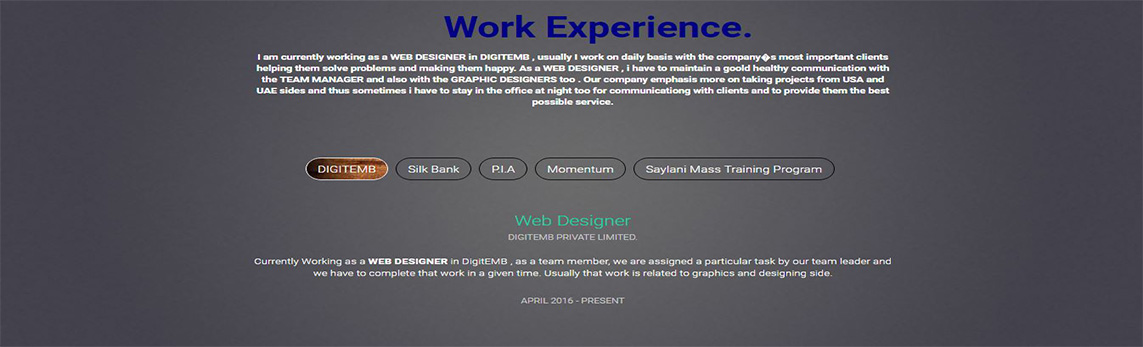 Work Experience.
I am currently working as a WEB DESIGNER in DIGITEMB , usually I work on daily basis with the company�s most important clients
helping them solve problems and making them happy. As a WEB DESIGNER , i have to maintain a goold healthy communication with
the TEAM MANAGER and also with the GRAPHIC DESIGNERS too . Our company emphasis more on taking projects from USA and
UAE sides and thus sometimes i have to stay in the office at night too for communicationg with clients and to provide them the best
possible service.
DIGITEMB Silk Bank P.I.A Momentum Saylani Mass Training Program
Web Designer
DIGITEMB PRIVATE LIMITED.
Currently Working as a WEB DESIGNER in DigitEMB , as a team member, we are assigned a particular task by our team leader and
we have to complete that work in a given time. Usually that work is related to graphics and designing side.
APRIL 2016 - PRESENT